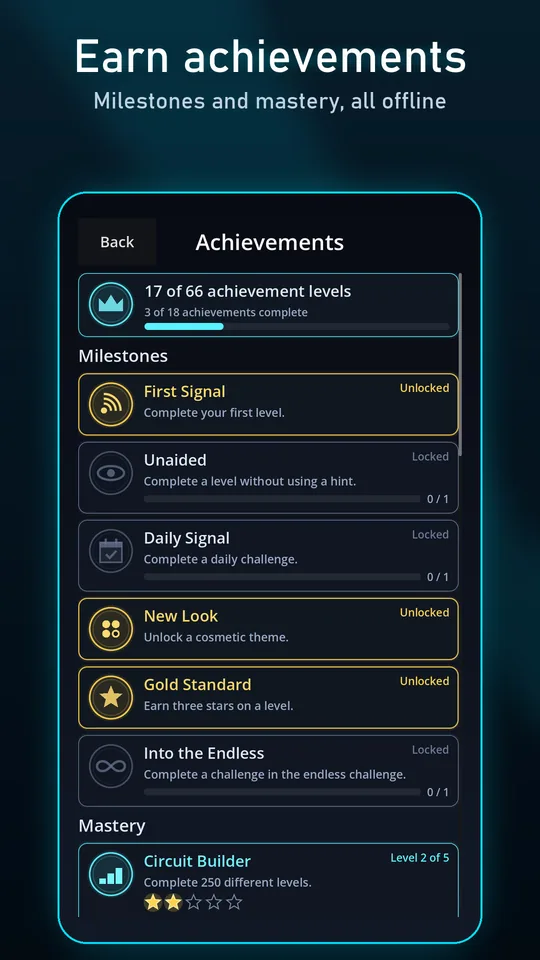 Earn achievements
Milestones and mastery, all offline
Back
Achievements
17 of 66 achievement levels
3 of 18 achievements complete
Milestones
First Signal
Unlocked
Complete your first level.
Unaided
Locked
Complete a level without using a hint.
0 / 1
Daily Signal
Locked
Complete a daily challenge.
0 / 1
New Look
Unlocked
Unlock a cosmetic theme.
Gold Standard
Unlocked
Earn three stars on a level.
Into the Endless
Locked
Complete a challenge in the endless challenge.
0 / 1
Mastery
Circuit Builder
Level 2 of 5
Complete 250 different levels.